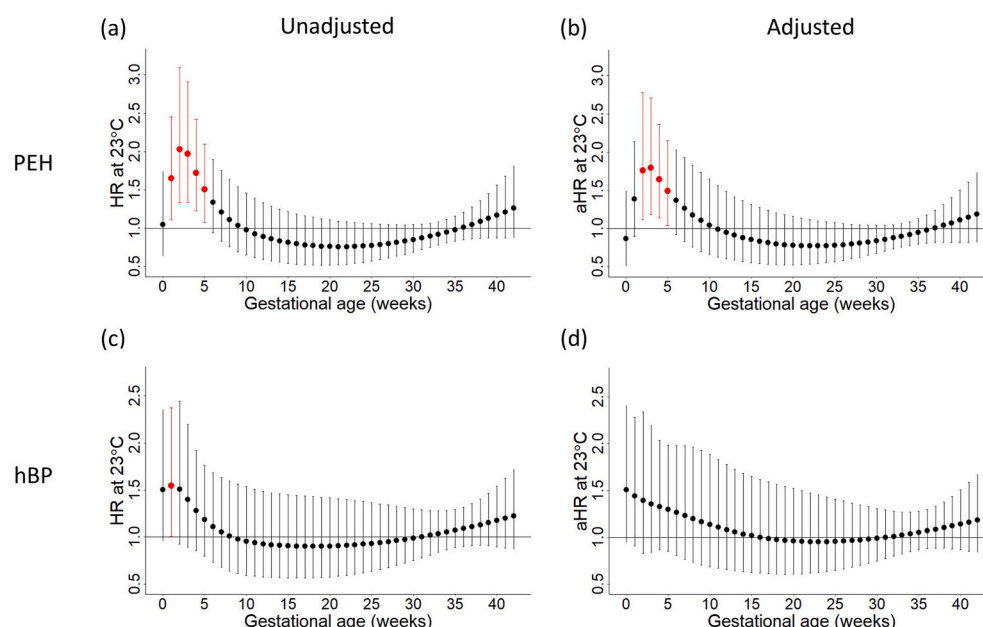 (a) Unadjusted (b) Adjusted
PEH
HR at 23°C
0.5 1.0 1.5 2.0 2.5 3.0
0 5 10 15 20 25 30 35 40
Gestational age (weeks)
aHR at 23°C
0.5 1.0 1.5 2.0 2.5 3.0
0 5 10 15 20 25 30 35 40
Gestational age (weeks)
(c) (d)
hBP
HR at 23°C
0.5 1.0 1.5 2.0 2.5
0 5 10 15 20 25 30 35 40
Gestational age (weeks)
aHR at 23°C
0.5 1.0 1.5 2.0 2.5
0 5 10 15 20 25 30 35 40
Gestational age (weeks)